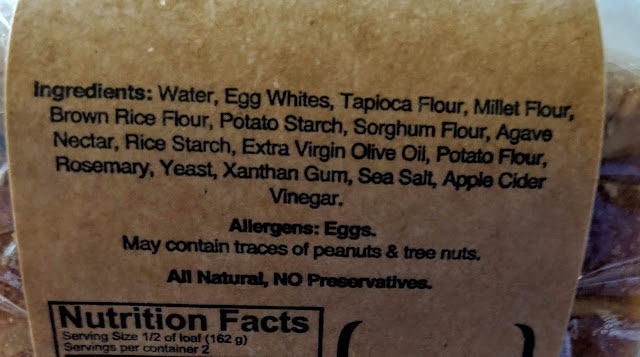 Ingredients: Water, Egg Whites, Tapioca Flour, Millet Flour,
Brown Rice Flour, Potato Starch, Sorghum Flour, Agave
Nectar, Rice Starch, Extra Virgin Olive Oil, Potato Flour,
Rosemary, Yeast, Xanthan Gum, Sea Salt, Apple Cider
Vinegar.
Allergens: Eggs.
May contain traces of peanuts & tree nuts.
All Natural, NO Preservatives.
Nutrition Facts
Serving Size 1/2 of loaf (162 g)
Servings per container 2